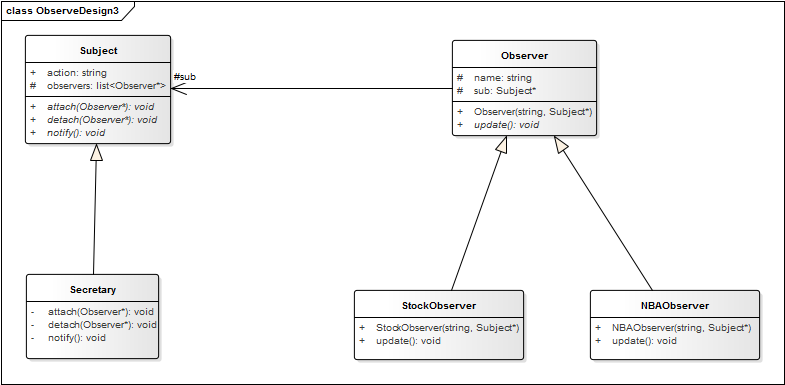 class ObserveDesign3
Subject
+ action: string
# observers: list<Observer*>
+ attach(Observer*): void
+ detach(Observer*): void
+ notify(): void
#sub
Observer
# name: string
# sub: Subject*
+ Observer(string, Subject*)
+ update(): void
Secretary
- attach(Observer*): void
- detach(Observer*): void
- notify(): void
StockObserver
+ StockObserver(string, Subject*)
+ update(): void
NBAObserver
+ NBAObserver(string, Subject*)
+ update(): void